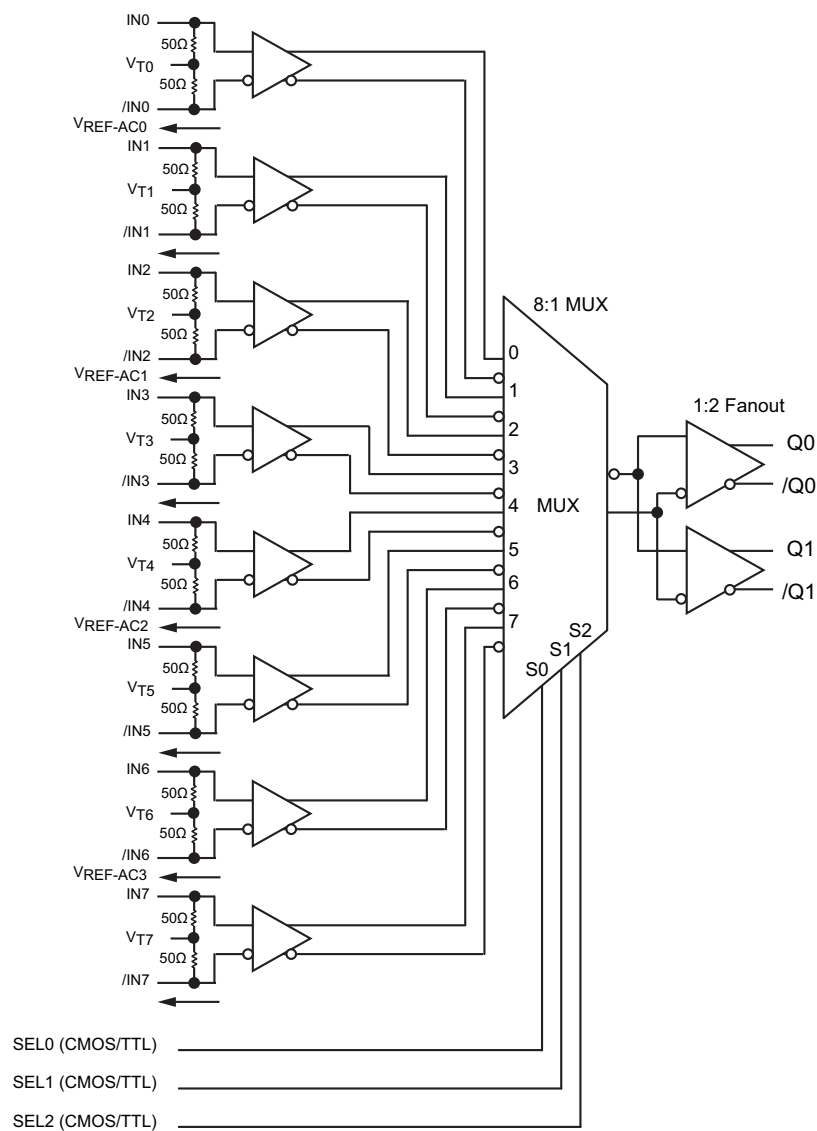 IN0
50Ω
VT0
50Ω
/IN0
VREF-AC0
IN1
50Ω
VT1
50Ω
/IN1
IN2
50Ω
VT2
50Ω
/IN2
VREF-AC1
IN3
50Ω
VT3
50Ω
/IN3
IN4
50Ω
VT4
50Ω
/IN4
VREF-AC2
IN5
50Ω
VT5
50Ω
/IN5
IN6
50Ω
VT6
50Ω
/IN6
VREF-AC3
IN7
50Ω
VT7
50Ω
/IN7
8:1 MUX
0
1
2
3
4
5
6
7
MUX
S0
S1
S2
1:2 Fanout
Q0
/Q0
Q1
/Q1
SEL0 (CMOS/TTL)
SEL1 (CMOS/TTL)
SEL2 (CMOS/TTL)